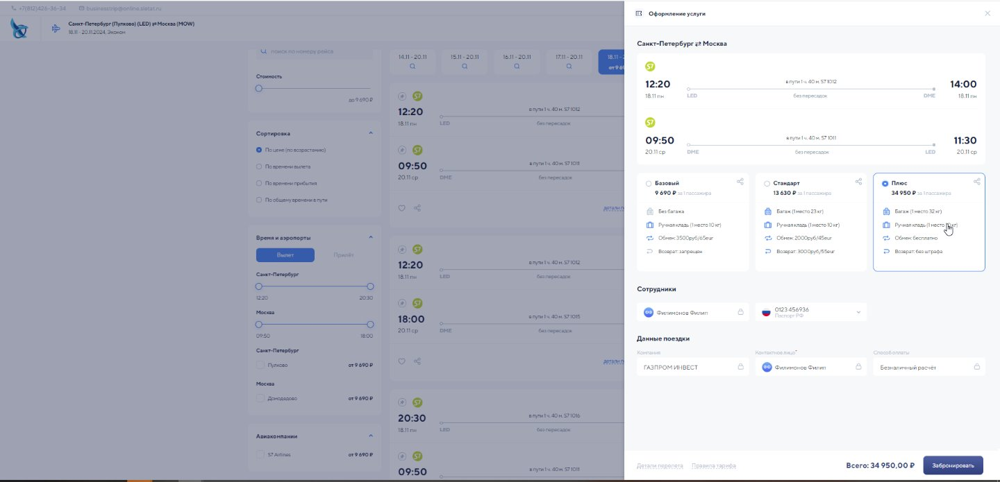 +7(812)426-36-34
businesstrip@online.sletat.ru
Санкт-Петербург (Пулково) (LED) ⇄ Москва (MOW)
18.11 - 20.11.2024, Эконом
поиск по номеру рейса
Стоимость
до 9 690 ₽
Сортировка
По цене (по возрастанию)
По времени вылета
По времени прибытия
По общему времени в пути
Время и аэропорты
Вылет
Прилёт
Санкт-Петербург
12:20
20:30
Москва
09:50
18:00
Санкт-Петербург
Пулково
от 9 690 ₽
Москва
Домодедово
от 9 690 ₽
Авиакомпании
S7 Airlines
от 9 690 ₽
14.11 - 20.11
15.11 - 20.11
16.11 - 20.11
17.11 - 20.11
S7
12:20
18.11 пн
в пути 1 ч. 40 м. S7 1012
LED
без пересадок
S7
09:50
20.11 ср
в пути 1 ч. 40 м. S7 1011
DME
без пересадок
S7
12:20
18.11 пн
в пути 1 ч. 40 м. S7 1012
LED
без пересадок
S7
18:00
20.11 ср
в пути 1 ч. 40 м. S7 1015
DME
без пересадок
S7
20:30
18.11 пн
в пути 1 ч. 40 м. S7 1016
LED
без пересадок
S7
09:50
в пути 1 ч. 40 м. S7 1011
Оформление услуги
Санкт-Петербург ⇄ Москва
S7
12:20
18.11 пн
в пути 1 ч. 40 м. S7 1012
LED
без пересадок
DME
14:00
18.11 пн
S7
09:50
20.11 ср
в пути 1 ч. 40 м. S7 1011
DME
без пересадок
LED
11:30
20.11 ср
Базовый
9 690 ₽ за 1 пассажира
Без багажа
Ручная кладь (1 место 10 кг)
Обмен: 3500руб/65eur
Возврат: запрещен
Стандарт
13 630 ₽ за 1 пассажира
Багаж (1 место 23 кг)
Ручная кладь (1 место 10 кг)
Обмен: 2000руб/45eur
Возврат: 3000руб/55eur
Плюс
34 950 ₽ за 1 пассажира
Багаж (1 место 32 кг)
Ручная кладь (1 место кг)
Обмен: бесплатно
Возврат: без штрафа
Сотрудники
ФФ
Филимонов Филип
0123 456936
Паспорт РФ
Данные поездки
Компания
ГАЗПРОМ ИНВЕСТ
Контактное лицо*
ФФ
Филимонов Филип
Способ оплаты
Безналичный расчёт
Детали перелета
Правила тарифа
Всего: 34 950,00 ₽
Забронировать